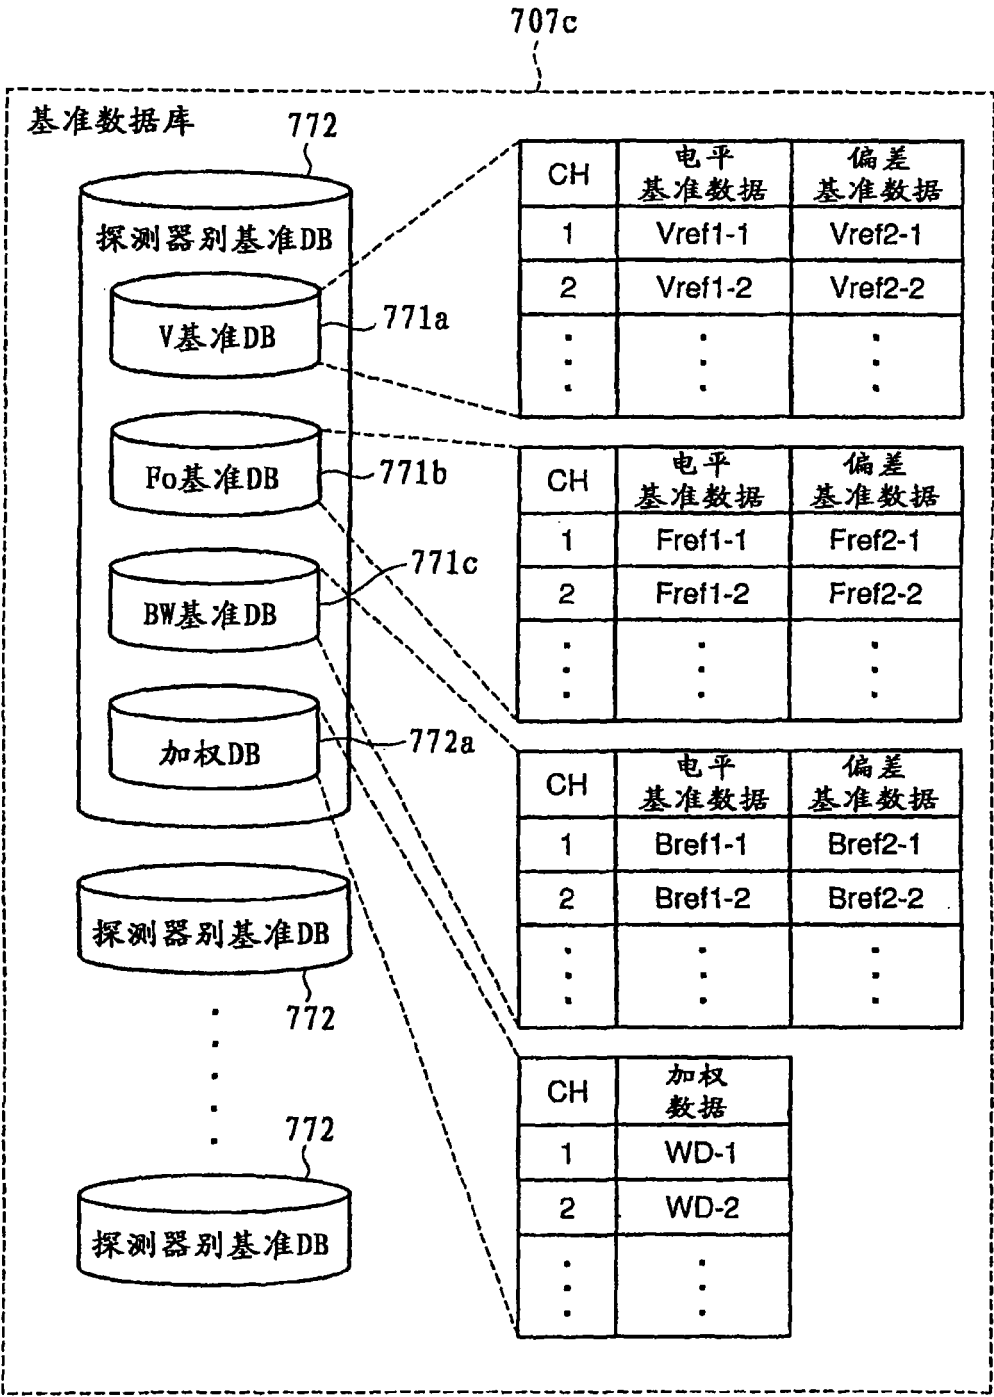 707c
基准数据库
772
探测器别基准DB
V基准DB
771a
Fo基准DB
771b
BW基准DB
771c
加权DB
772a
探测器别基准DB
772
772
探测器别基准DB
CH 电平基准数据 偏差基准数据
1 Vref1-1 Vref2-1
2 Vref1-2 Vref2-2
CH 电平基准数据 偏差基准数据
1 Fref1-1 Fref2-1
2 Fref1-2 Fref2-2
CH 电平基准数据 偏差基准数据
1 Bref1-1 Bref2-1
2 Bref1-2 Bref2-2
CH 加权数据
1 WD-1
2 WD-2